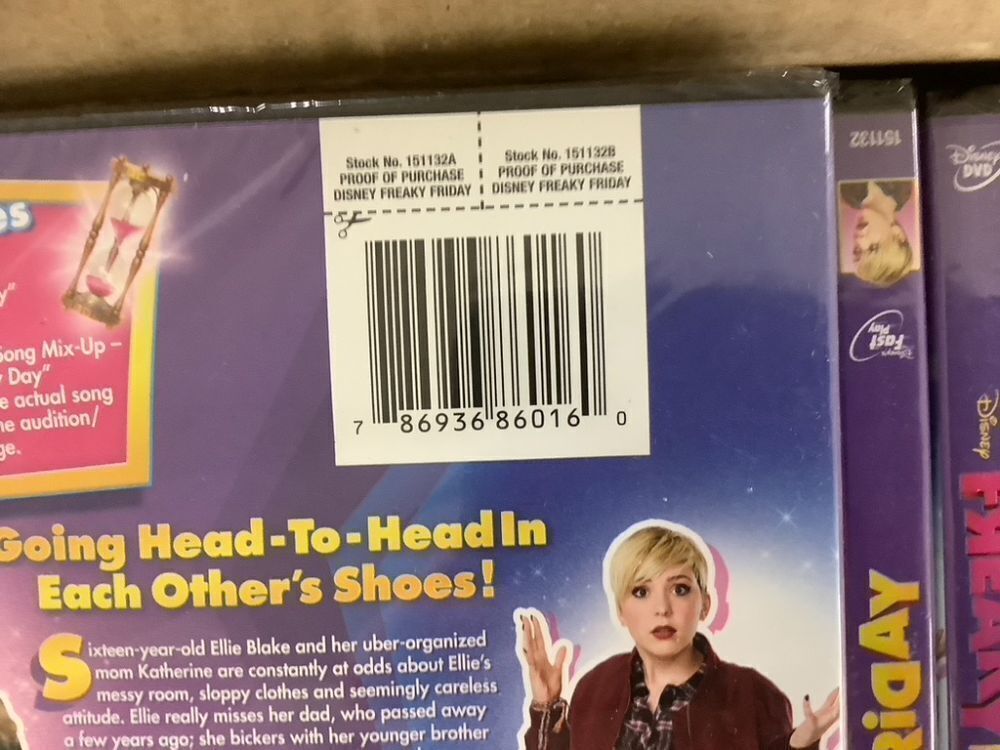 es
y"
Song Mix-Up –
Day"
e actual song
ne audition/
ge.
Stock No. 151132A
PROOF OF PURCHASE
DISNEY FREAKY FRIDAY
Stock No. 151132B
PROOF OF PURCHASE
DISNEY FREAKY FRIDAY
7 86936 86016 0
Going Head-To-Head In
Each Other's Shoes!
Sixteen-year-old Ellie Blake and her uber-organized
mom Katherine are constantly at odds about Ellie's
messy room, sloppy clothes and seemingly careless
attitude. Ellie really misses her dad, who passed away
a few years ago; she bickers with her younger brother
151132
Disney's
Fast
Play
RiDAY
Disney
DVD
Disney
FREAKY